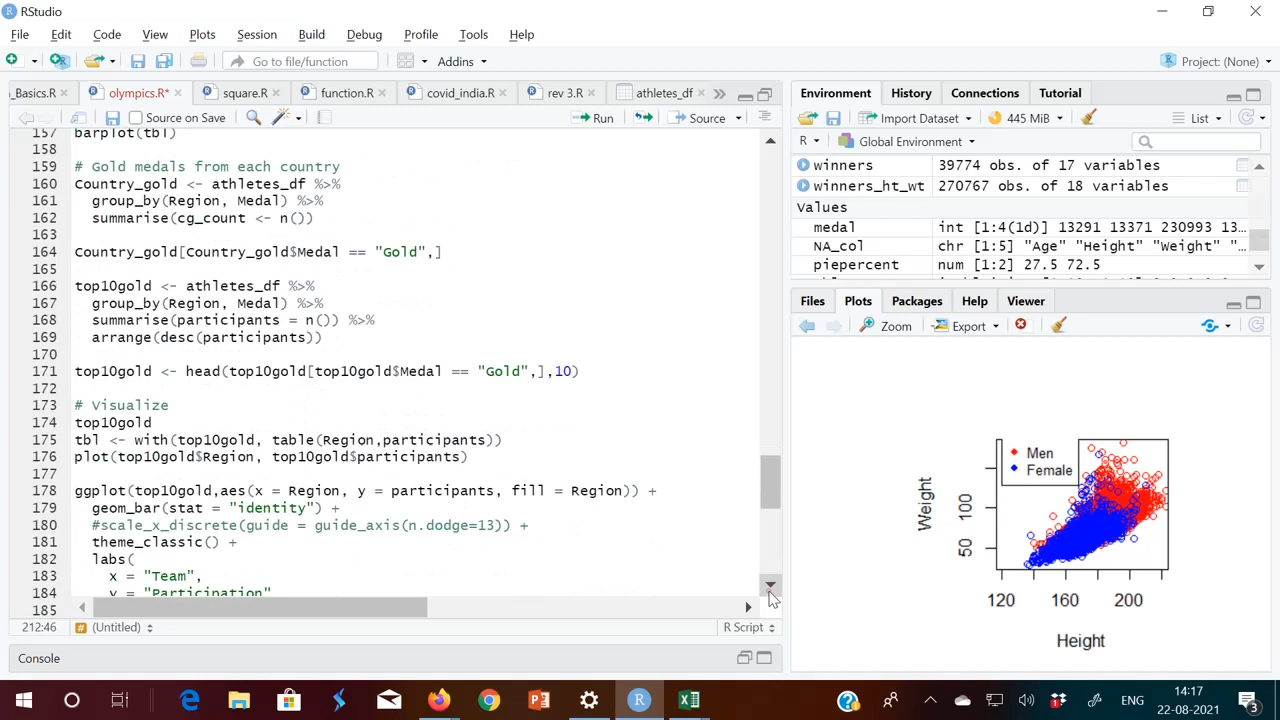 RStudio
File Edit Code View Plots Session Build Debug Profile Tools Help
Go to file/function Addins Project: (None)
_Basics.R olympics.R* square.R function.R covid_india.R rev 3.R athletes_df
Source on Save Run Source
157 barplot(tbl)
158
159 # Gold medals from each country
160 Country_gold <- athletes_df %>%
161 group_by(Region, Medal) %>%
162 summarise(cg_count <- n())
163
164 Country_gold[Country_gold$Medal == "Gold",]
165
166 top10gold <- athletes_df %>%
167 group_by(Region, Medal) %>%
168 summarise(participants = n()) %>%
169 arrange(desc(participants))
170
171 top10gold <- head(top10gold[top10gold$Medal == "Gold",],10)
172
173 # Visualize
174 top10gold
175 tbl <- with(top10gold, table(Region,participants))
176 plot(top10gold$Region, top10gold$participants)
177
178 ggplot(top10gold,aes(x = Region, y = participants, fill = Region)) +
179 geom_bar(stat = "identity") +
180 #scale_x_discrete(guide = guide_axis(n.dodge=13)) +
181 theme_classic() +
182 labs(
183 x = "Team",
184 y = "Participation"
185
212:46 # (Untitled) R Script
Console
Environment History Connections Tutorial
Import Dataset 445 MiB List
R Global Environment
winners 39774 obs. of 17 variables
winners_ht_wt 270767 obs. of 18 variables
Values
medal int [1:4(1d)] 13291 13371 230993 13...
NA_col chr [1:5] "Age" "Height" "Weight" "...
piepercent num [1:2] 27.5 72.5
Files Plots Packages Help Viewer
Zoom Export
Men
Female
Weight
50 100
120 160 200
Height
ENG
14:17
22-08-2021
3